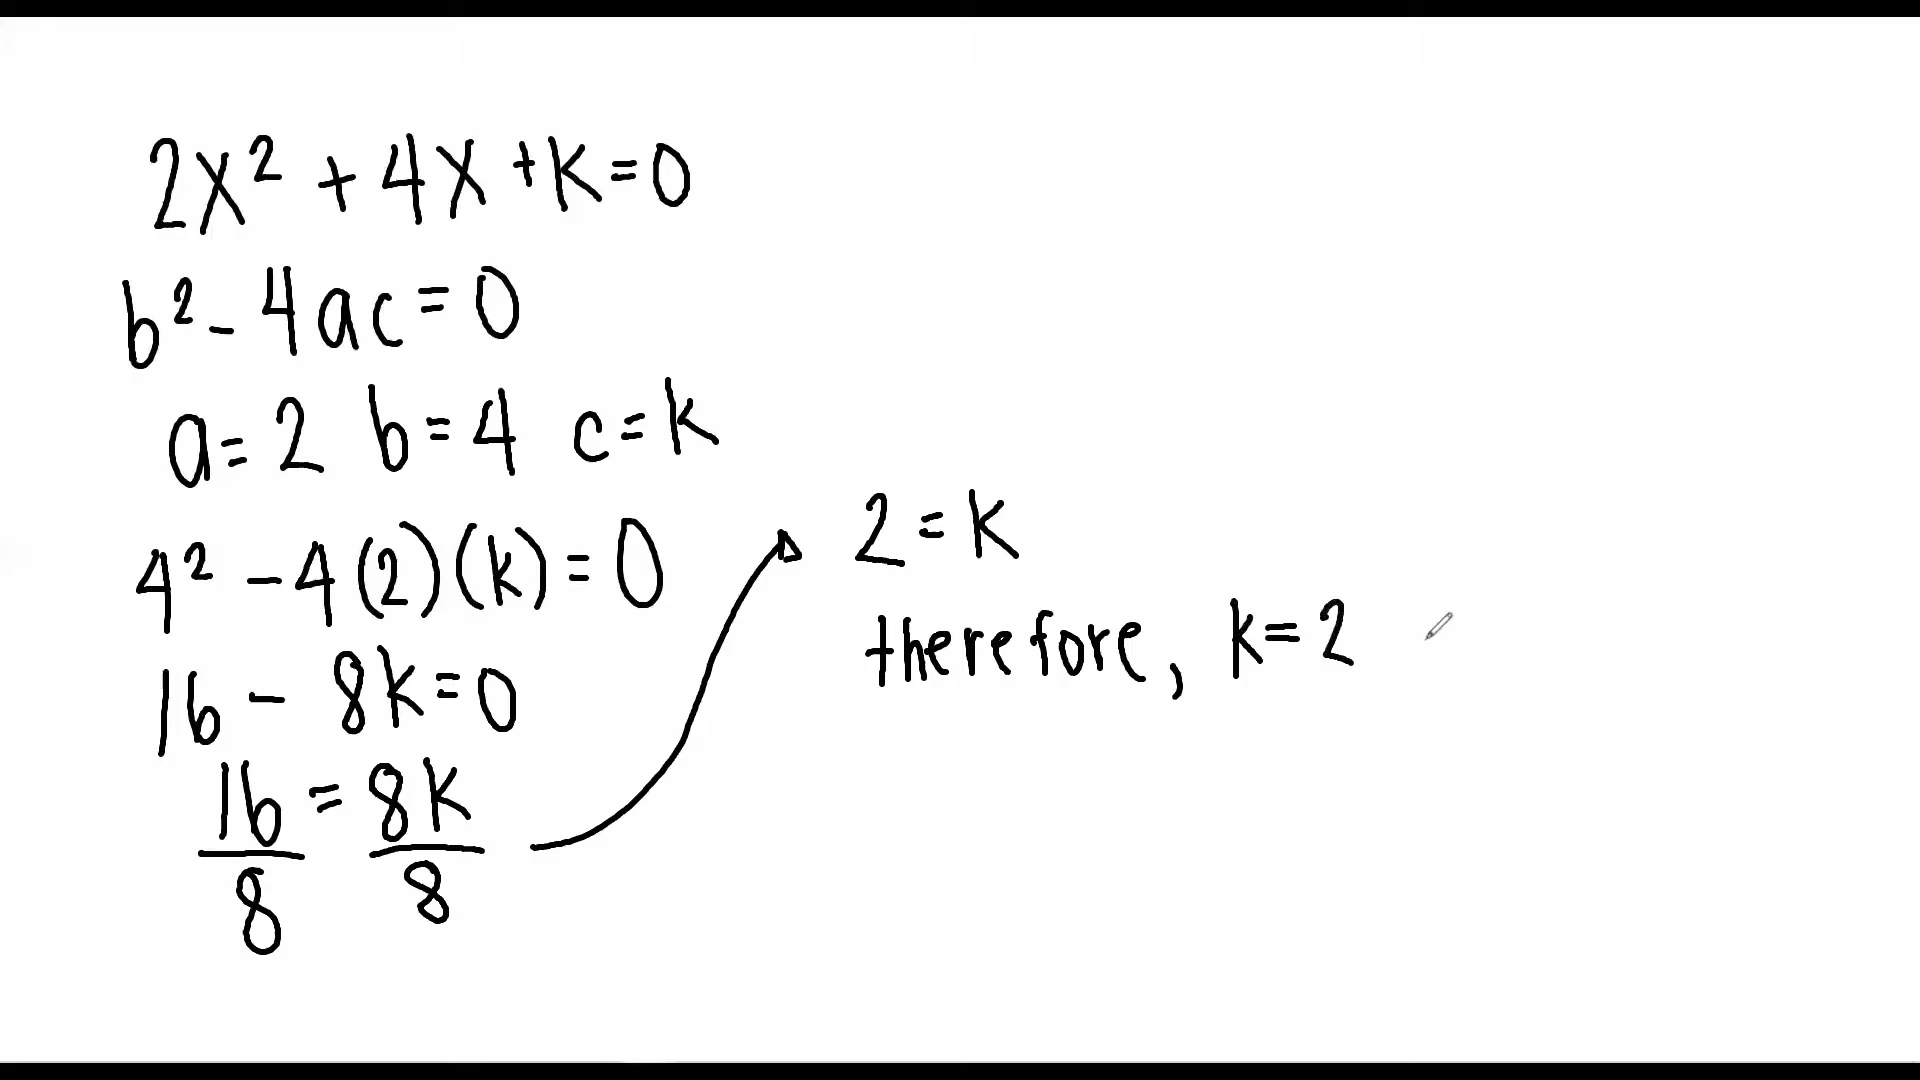 2x² + 4x + k = 0
b² - 4ac = 0
a = 2 b = 4 c = k
4² - 4(2)(k) = 0
16 - 8k = 0
16 = 8k
8 8
2 = k
therefore, k = 2